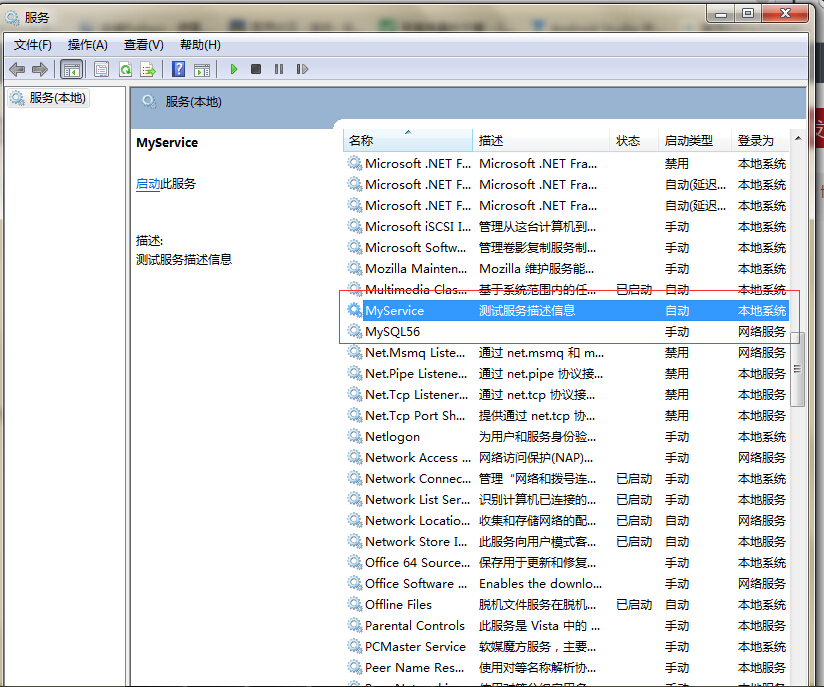 服务
文件(F) 操作(A) 查看(V) 帮助(H)
服务(本地)
服务(本地)
MyService
启动此服务
描述:
测试服务描述信息
名称 描述 状态 启动类型 登录为
Microsoft .NET F... Microsoft .NET Fra... 禁用 本地系统
Microsoft .NET F... Microsoft .NET Fra... 自动(延迟... 本地系统
Microsoft .NET F... Microsoft .NET Fra... 自动(延迟... 本地系统
Microsoft iSCSI I... 管理从这台计算机到... 手动 本地系统
Microsoft Softw... 管理卷影复制服务制... 手动 本地系统
Mozilla Mainten... Mozilla 维护服务能... 手动 本地系统
Multimedia Clas... 基于系统范围内的任... 已启动 自动 本地系统
MyService 测试服务描述信息 自动 本地系统
MySQL56 手动 网络服务
Net.Msmq Liste... 通过 net.msmq 和 m... 禁用 网络服务
Net.Pipe Listene... 通过 net.pipe 协议接... 禁用 本地服务
Net.Tcp Listener... 通过 net.tcp 协议接... 禁用 本地服务
Net.Tcp Port Sh... 提供通过 net.tcp 协... 禁用 本地服务
Netlogon 为用户和服务身份验... 手动 本地系统
Network Access ... 网络访问保护(NAP)... 手动 网络服务
Network Connec... 管理“网络和拨号连... 已启动 手动 本地系统
Network List Ser... 识别计算机已连接的... 已启动 手动 本地服务
Network Locatio... 收集和存储网络的配... 已启动 自动 网络服务
Network Store I... 此服务向用户模式客... 已启动 自动 本地服务
Office 64 Source... 保存用于更新和修复... 手动 本地系统
Office Software ... Enables the downlo... 手动 网络服务
Offline Files 脱机文件服务在脱机... 已启动 自动 本地系统
Parental Controls 此服务是 Vista 中的 ... 手动 本地服务
PCMaster Service 软媒魔方服务，主要... 手动 本地系统
Peer Name Res... 使用对等名称解析协... 手动 本地服务